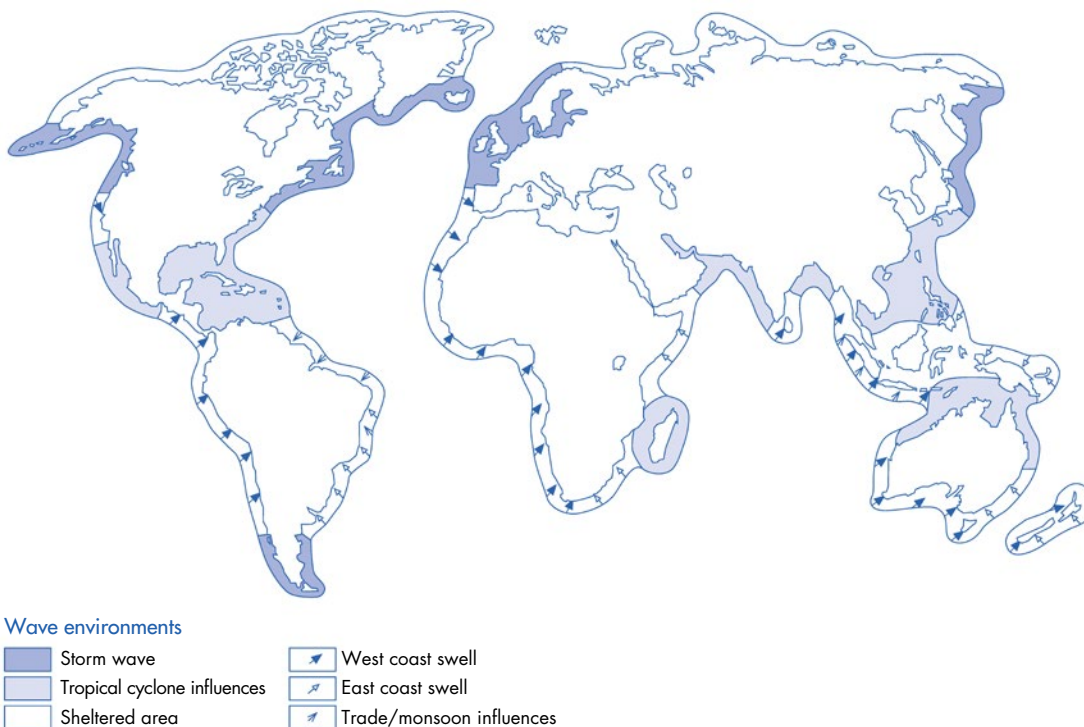 Wave environments
Storm wave
Tropical cyclone influences
Sheltered area
West coast swell
East coast swell
Trade/monsoon influences